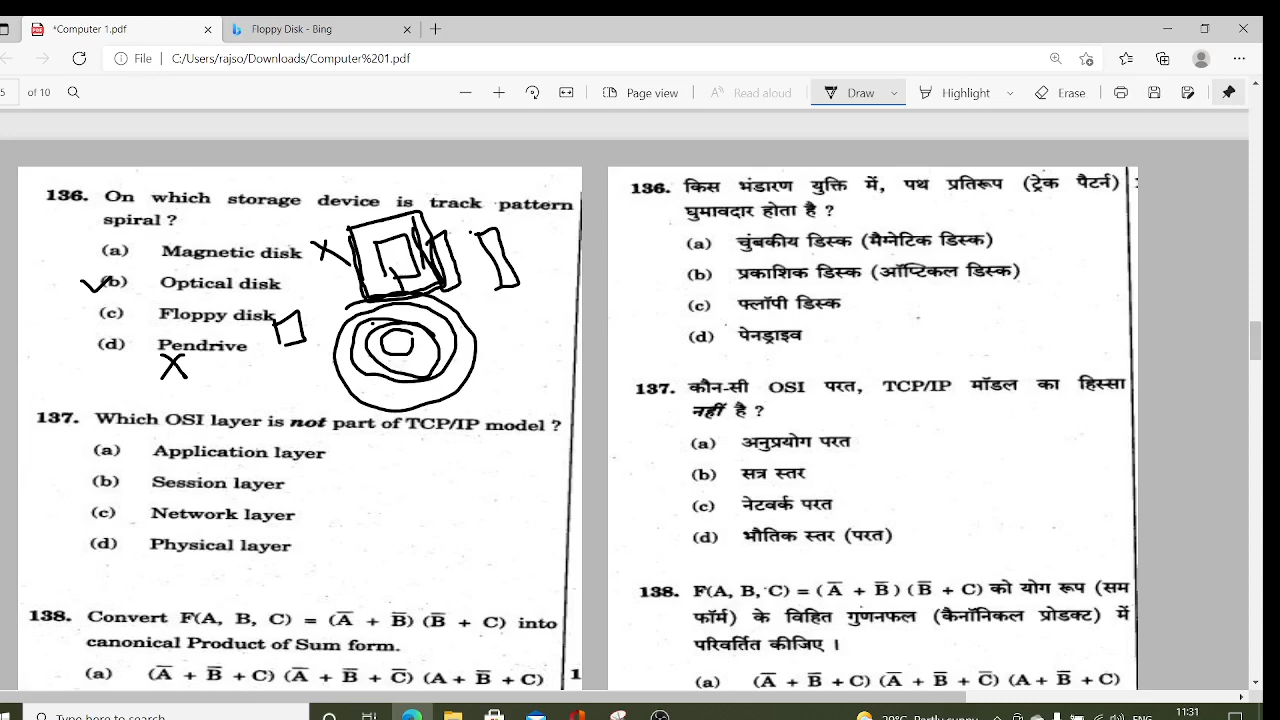 *Computer 1.pdf
Floppy Disk - Bing
File
C:/Users/rajso/Downloads/Computer%201.pdf
5 of 10
Page view
Read aloud
Draw
Highlight
Erase
136. On which storage device is track pattern
spiral ?
(a) Magnetic disk
(b) Optical disk
(c) Floppy disk
(d) Pendrive
137. Which OSI layer is not part of TCP/IP model ?
(a) Application layer
(b) Session layer
(c) Network layer
(d) Physical layer
138. Convert F(A, B, C) = (A̅ + B̅) (B̅ + C) into
canonical Product of Sum form.
(a) (A̅ + B̅ + C) (A̅ + B̅ + C̅) (A + B̅ + C)
1
136. किस भंडारण युक्ति में, पथ प्रतिरूप (ट्रेक पैटर्न)
घुमावदार होता है ?
(a) चुंबकीय डिस्क (मैग्नेटिक डिस्क)
(b) प्रकाशिक डिस्क (ऑप्टिकल डिस्क)
(c) फ्लॉपी डिस्क
(d) पेनड्राइव
137. कौन-सी OSI परत, TCP/IP मॉडल का हिस्सा
नहीं है ?
(a) अनुप्रयोग परत
(b) सत्र स्तर
(c) नेटवर्क परत
(d) भौतिक स्तर (परत)
138. F(A, B, C) = (A̅ + B̅) (B̅ + C) को योग रूप (सम
फॉर्म) के विहित गुणनफल (कैनॉनिकल प्रोडक्ट) में
परिवर्तित कीजिए ।
(a) (A̅ + B̅ + C) (A̅ + B̅ + C̅) (A + B̅ + C)
11:31